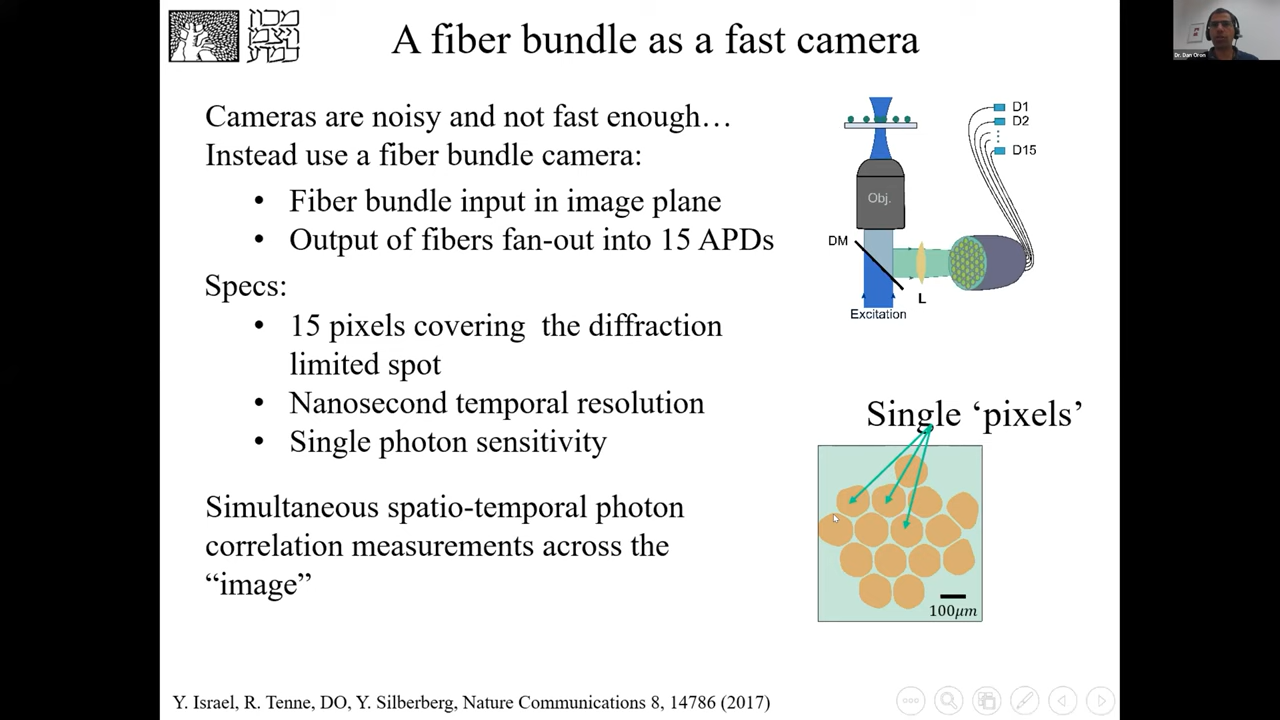 מכון
ויצמן
למדע
A fiber bundle as a fast camera
Dr. Dan Oron
Cameras are noisy and not fast enough…
Instead use a fiber bundle camera:
• Fiber bundle input in image plane
• Output of fibers fan-out into 15 APDs
Specs:
• 15 pixels covering the diffraction
limited spot
• Nanosecond temporal resolution
• Single photon sensitivity
Simultaneous spatio-temporal photon
correlation measurements across the
“image”
D1
D2
D15
Obj.
DM
L
Excitation
Single ‘pixels’
100μm
Y. Israel, R. Tenne, DO, Y. Silberberg, Nature Communications 8, 14786 (2017)